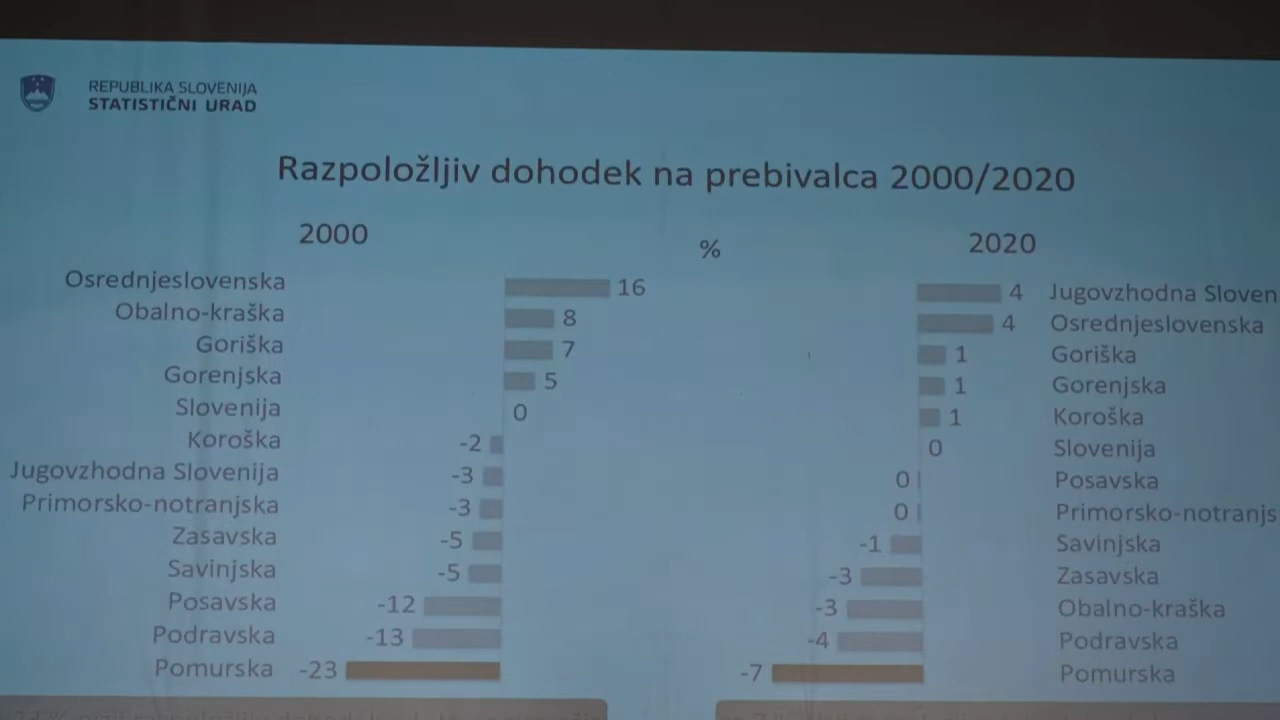 REPUBLIKA SLOVENIJA
STATISTIČNI URAD
Razpoložljiv dohodek na prebivalca 2000/2020
2000
%
2020
Osrednjeslovenska 16
Obalno-kraška 8
Goriška 7
Gorenjska 5
Slovenija 0
Koroška -2
Jugovzhodna Slovenija -3
Primorsko-notranjska -3
Zasavska -5
Savinjska -5
Posavska -12
Podravska -13
Pomurska -23
4 Jugovzhodna Sloven
4 Osrednjeslovenska
1 Goriška
1 Gorenjska
1 Koroška
0 Slovenija
0 Posavska
0 Primorsko-notranjs
-1 Savinjska
-3 Zasavska
-3 Obalno-kraška
-4 Podravska
-7 Pomurska